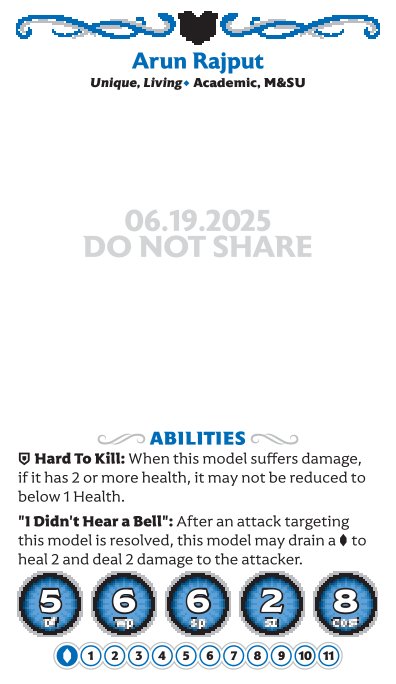 Arun Rajput
Unique, Living♦ Academic, M&SU
06.19.2025
DO NOT SHARE
ABILITIES
Hard To Kill: When this model suffers damage,
if it has 2 or more health, it may not be reduced to
below 1 Health.
"I Didn't Hear a Bell": After an attack targeting
this model is resolved, this model may drain a to
heal 2 and deal 2 damage to the attacker.
5 6 6 2 8
df wp sp sz cost
1 2 3 4 5 6 7 8 9 10 11